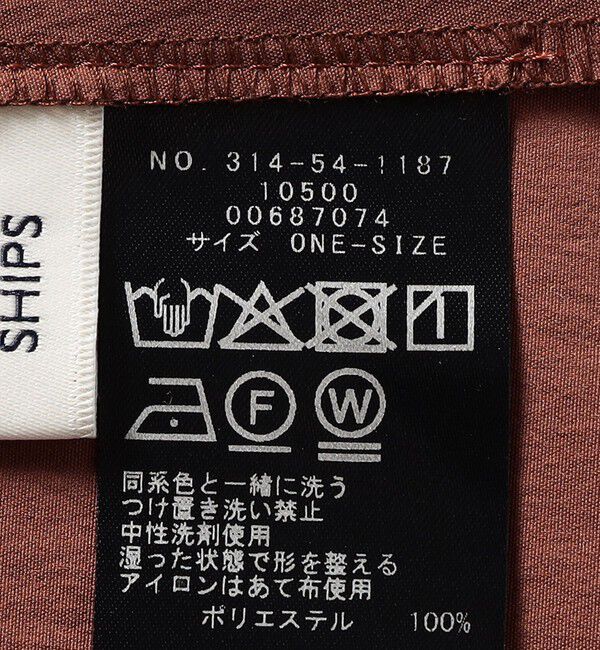 NO. 314-54-1187
10500
00687074
サイズ ONE-SIZE
SHIPS
F
W
同系色と一緒に洗う
つけ置き洗い禁止
中性洗剤使用
湿った状態で形を整える
アイロンはあて布使用
ポリエステル 100%